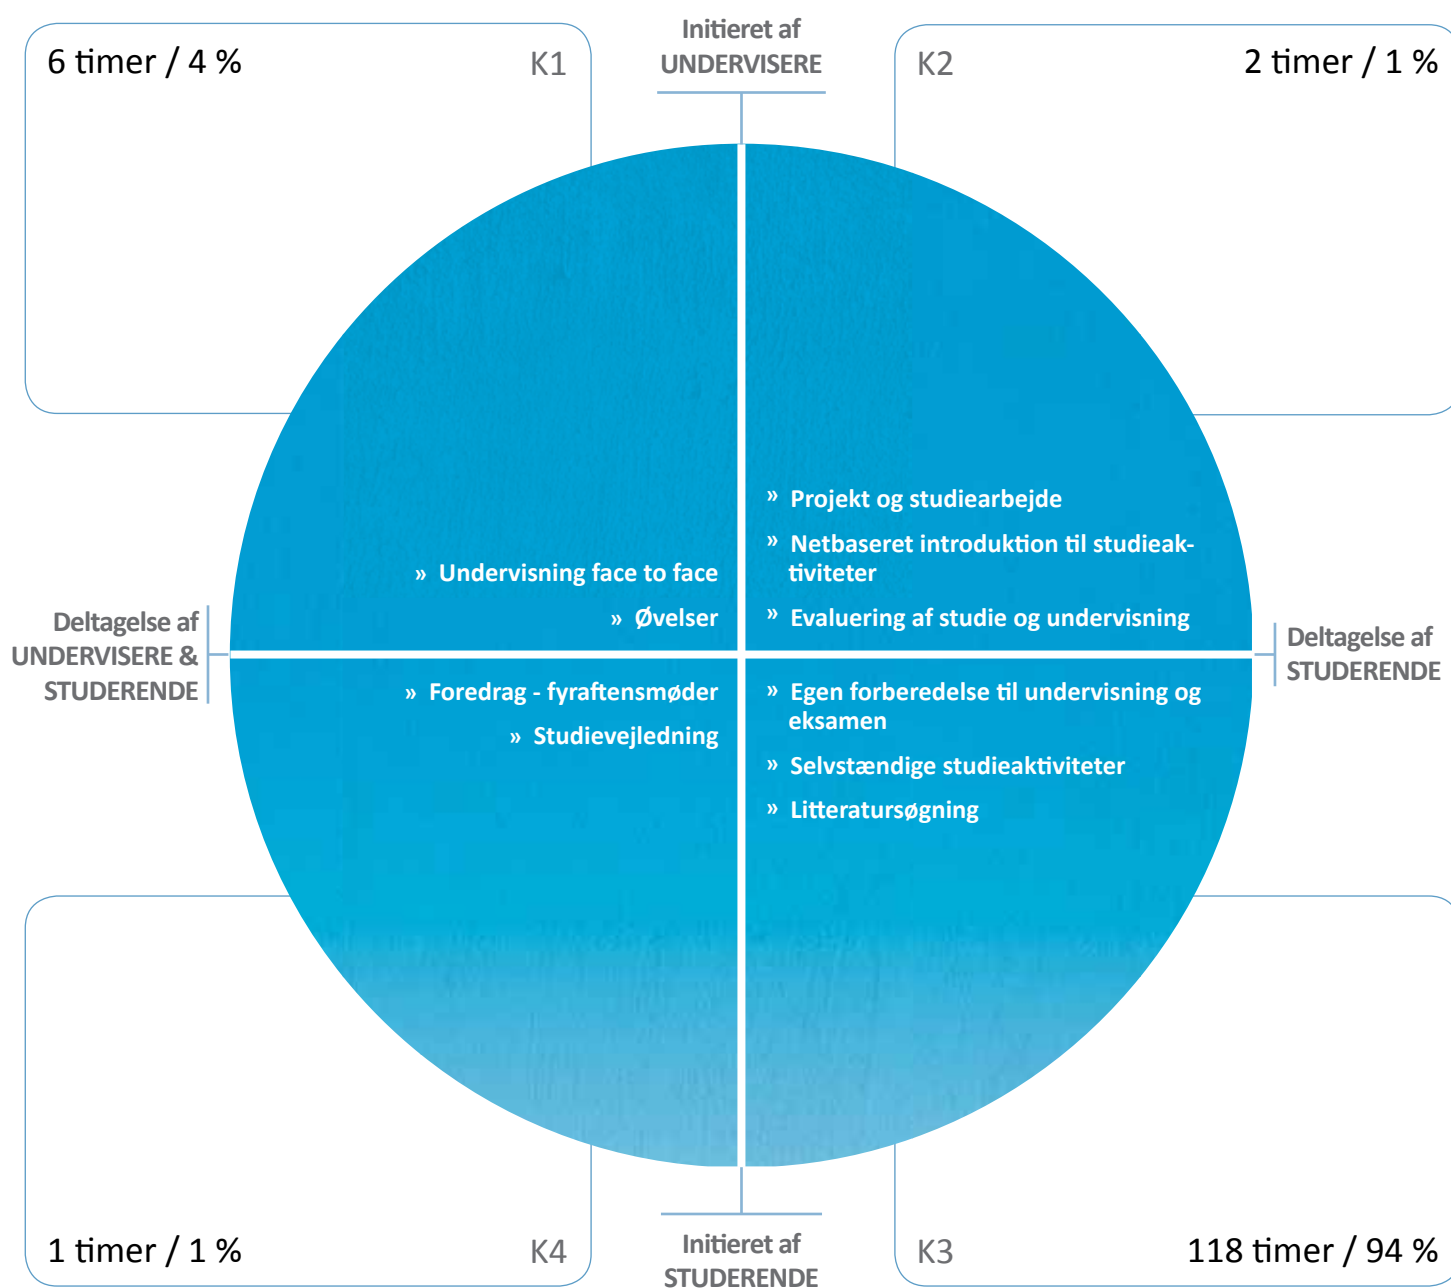 6 timer / 4 %
K1
Initieret af
UNDERVISERE
K2
2 timer / 1 %
» Undervisning face to face
» Øvelser
» Projekt og studiearbejde
» Netbaseret introduktion til studieak-
tiviteter
» Evaluering af studie og undervisning
Deltagelse af
UNDERVISERE &
STUDERENDE
Deltagelse af
STUDERENDE
» Foredrag - fyraftensmøder
» Studievejledning
» Egen forberedelse til undervisning og
eksamen
» Selvstændige studieaktiviteter
» Litteratursøgning
1 timer / 1 %
K4
Initieret af
STUDERENDE
K3
118 timer / 94 %